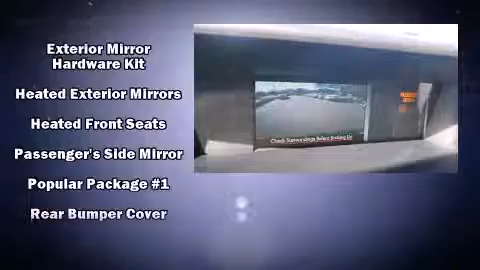 Exterior Mirror
Hardware Kit
Heated Exterior Mirrors
Heated Front Seats
Passenger's Side Mirror
Popular Package #1
Rear Bumper Cover
Check Surroundings Before Backing Up